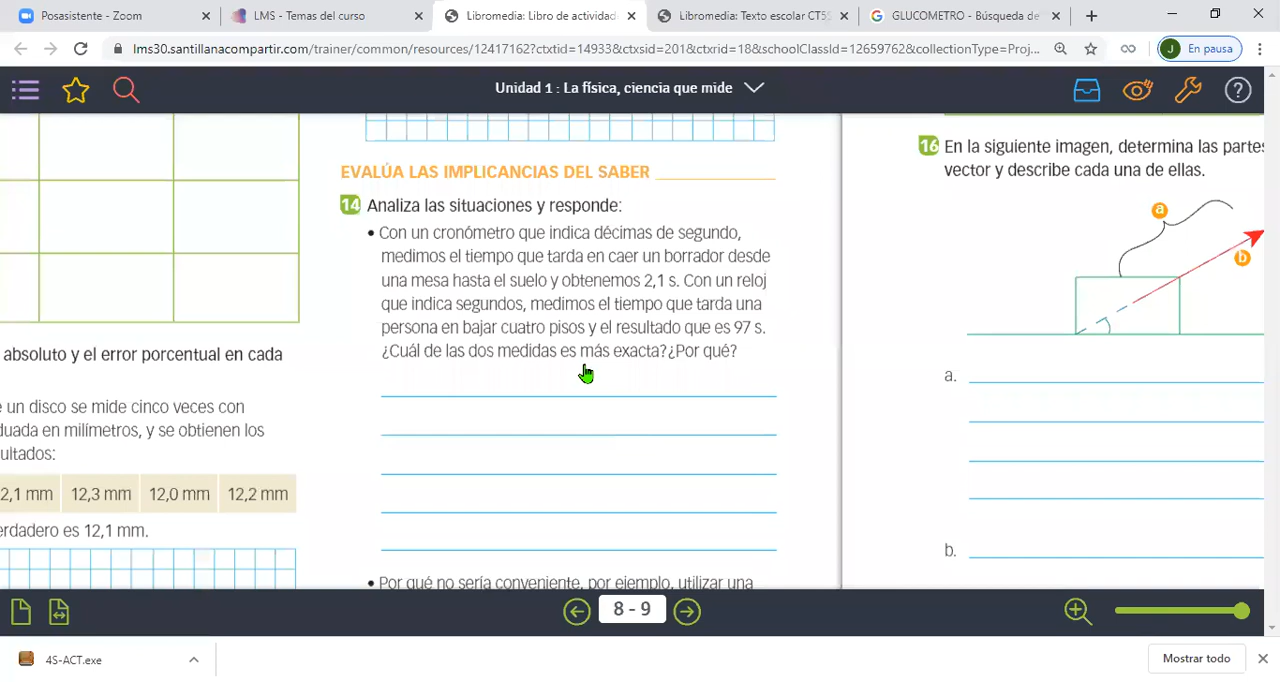 Posasistente - Zoom
LMS - Temas del curso
Libromedia: Libro de actividad
Libromedia: Texto escolar CT5S
GLUCOMETRO - Búsqueda de
lms30.santillanacompartir.com/trainer/common/resources/12417162?ctxtid=14933&ctxsid=201&ctxrid=18&schoolClassId=12659762&collectionType=Proj...
J En pausa
Unidad 1 : La física, ciencia que mide
absoluto y el error porcentual en cada
e un disco se mide cinco veces con
duada en milímetros, y se obtienen los
sultados:
2,1 mm 12,3 mm 12,0 mm 12,2 mm
erdadero es 12,1 mm.
EVALÚA LAS IMPLICANCIAS DEL SABER
14 Analiza las situaciones y responde:
• Con un cronómetro que indica décimas de segundo,
medimos el tiempo que tarda en caer un borrador desde
una mesa hasta el suelo y obtenemos 2,1 s. Con un reloj
que indica segundos, medimos el tiempo que tarda una
persona en bajar cuatro pisos y el resultado que es 97 s.
¿Cuál de las dos medidas es más exacta? ¿Por qué?
• Por qué no sería conveniente, por ejemplo, utilizar una
16 En la siguiente imagen, determina las partes
vector y describe cada una de ellas.
a
b
a.
b.
8 - 9
4S-ACT.exe
Mostrar todo